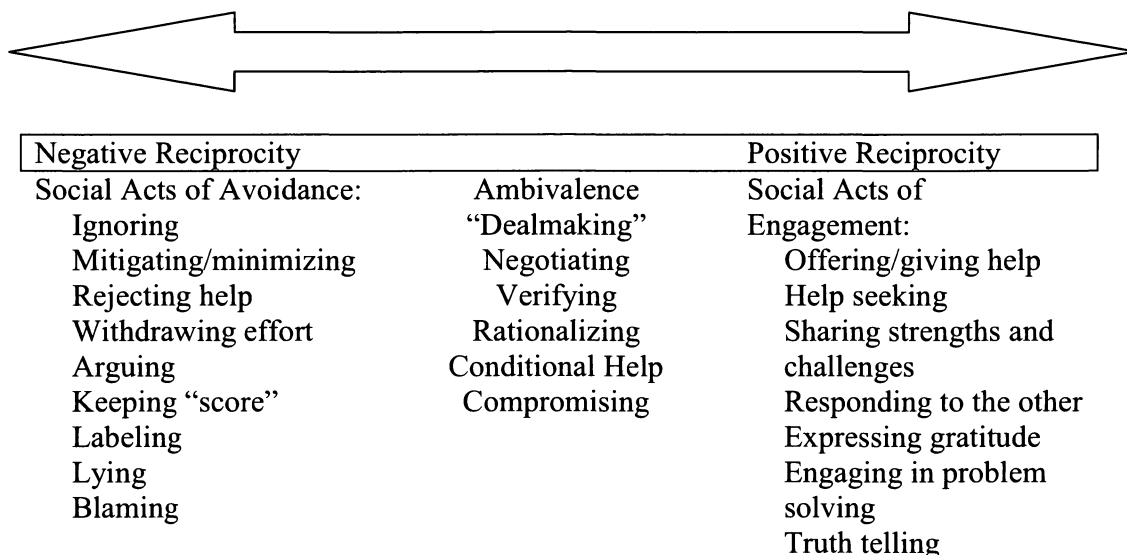 Negative Reciprocity
Positive Reciprocity
Social Acts of Avoidance:
Ignoring
Mitigating/minimizing
Rejecting help
Withdrawing effort
Arguing
Keeping “score”
Labeling
Lying
Blaming
Ambivalence
“Dealmaking”
Negotiating
Verifying
Rationalizing
Conditional Help
Compromising
Social Acts of
Engagement:
Offering/giving help
Help seeking
Sharing strengths and
challenges
Responding to the other
Expressing gratitude
Engaging in problem
solving
Truth telling